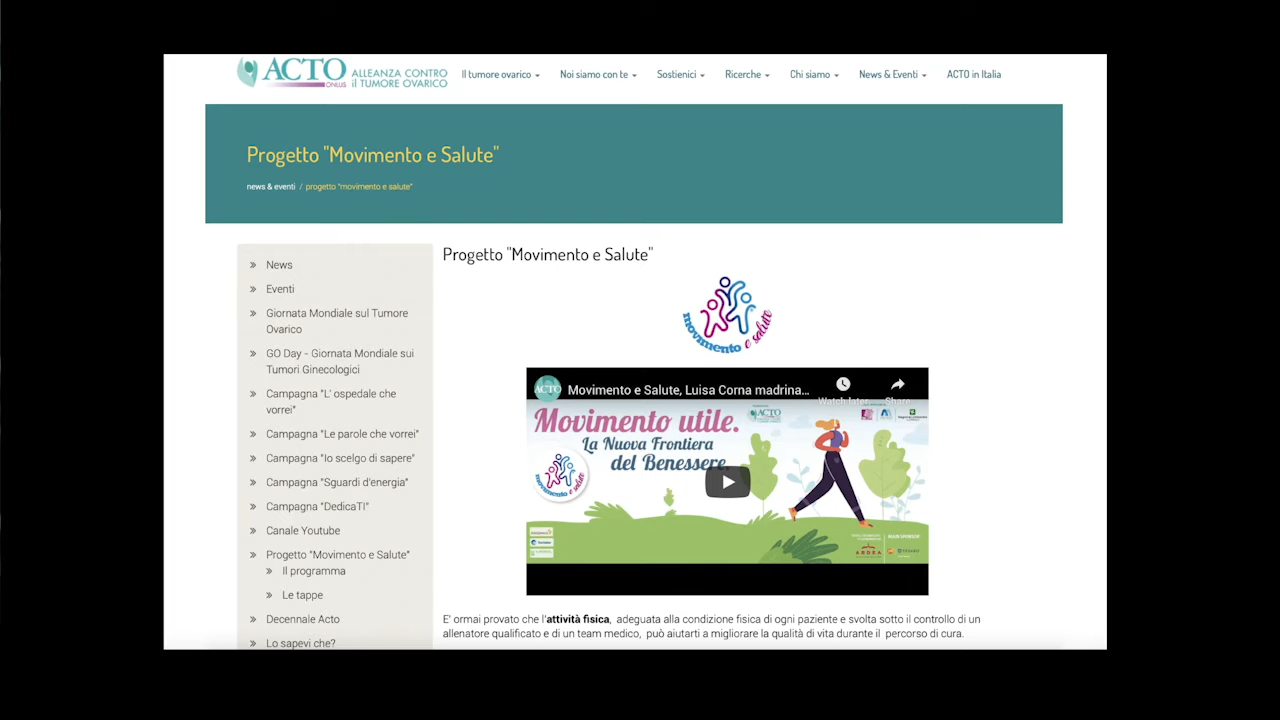 ACTO
ONLUS
ALLEANZA CONTRO
il TUMORE OVARICO
Il tumore ovarico
Noi siamo con te
Sostienici
Ricerche
Chi siamo
News & Eventi
ACTO in Italia
Progetto "Movimento e Salute"
news & eventi / progetto "movimento e salute"
News
Eventi
Giornata Mondiale sul Tumore
Ovarico
GO Day - Giornata Mondiale sui
Tumori Ginecologici
Campagna "L' ospedale che
vorrei"
Campagna "Le parole che vorrei"
Campagna "Io scelgo di sapere"
Campagna "Sguardi d'energia"
Campagna "DedicaTI"
Canale Youtube
Progetto "Movimento e Salute"
Il programma
Le tappe
Decennale Acto
Lo sapevi che?
Progetto "Movimento e Salute"
movimento e salute
ACTO
Movimento e Salute, Luisa Corna madrina...
Watch later
Share
Movimento utile.
La Nuova Frontiera
del Benessere.
ACTO
movimento e salute
ARDEA
E' ormai provato che l'attività fisica, adeguata alla condizione fisica di ogni paziente e svolta sotto il controllo di un
allenatore qualificato e di un team medico, può aiutarti a migliorare la qualità di vita durante il percorso di cura.